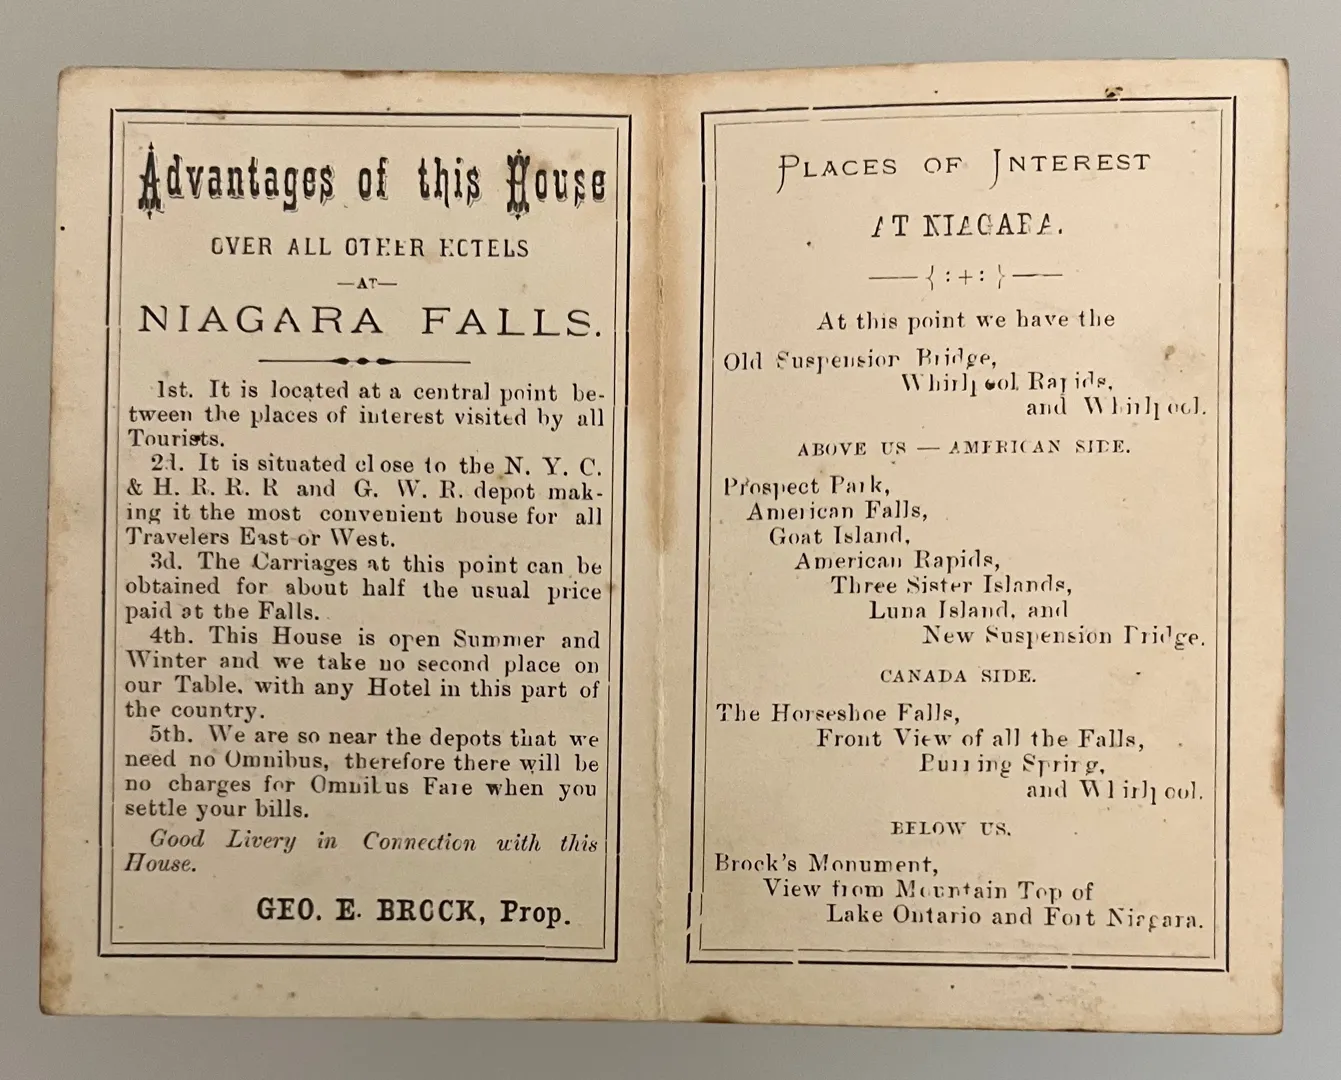 Advantages of this House
OVER ALL OTHER HOTELS
—AT—
NIAGARA FALLS.
1st. It is located at a central point be-
tween the places of interest visited by all
Tourists.
2d. It is situated close to the N. Y. C.
& H. R. R. R and G. W. R. depot mak-
ing it the most convenient house for all
Travelers East or West.
3d. The Carriages at this point can be
obtained for about half the usual price
paid at the Falls.
4th. This House is open Summer and
Winter and we take no second place on
our Table, with any Hotel in this part of
the country.
5th. We are so near the depots that we
need no Omnibus, therefore there will be
no charges for Omnibus Fare when you
settle your bills.
Good Livery in Connection with this
House.
GEO. E. BROCK, Prop.
PLACES OF INTEREST
AT NIAGARA.
At this point we have the
Old Suspension Bridge,
Whirlpool Rapids,
and Whirlpool.
ABOVE US — AMERICAN SIDE.
Prospect Park,
American Falls,
Goat Island,
American Rapids,
Three Sister Islands,
Luna Island, and
New Suspension Bridge.
CANADA SIDE.
The Horseshoe Falls,
Front View of all the Falls,
Burning Spring,
and Whirlpool.
BELOW US.
Brock's Monument,
View from Mountain Top of
Lake Ontario and Fort Niagara.